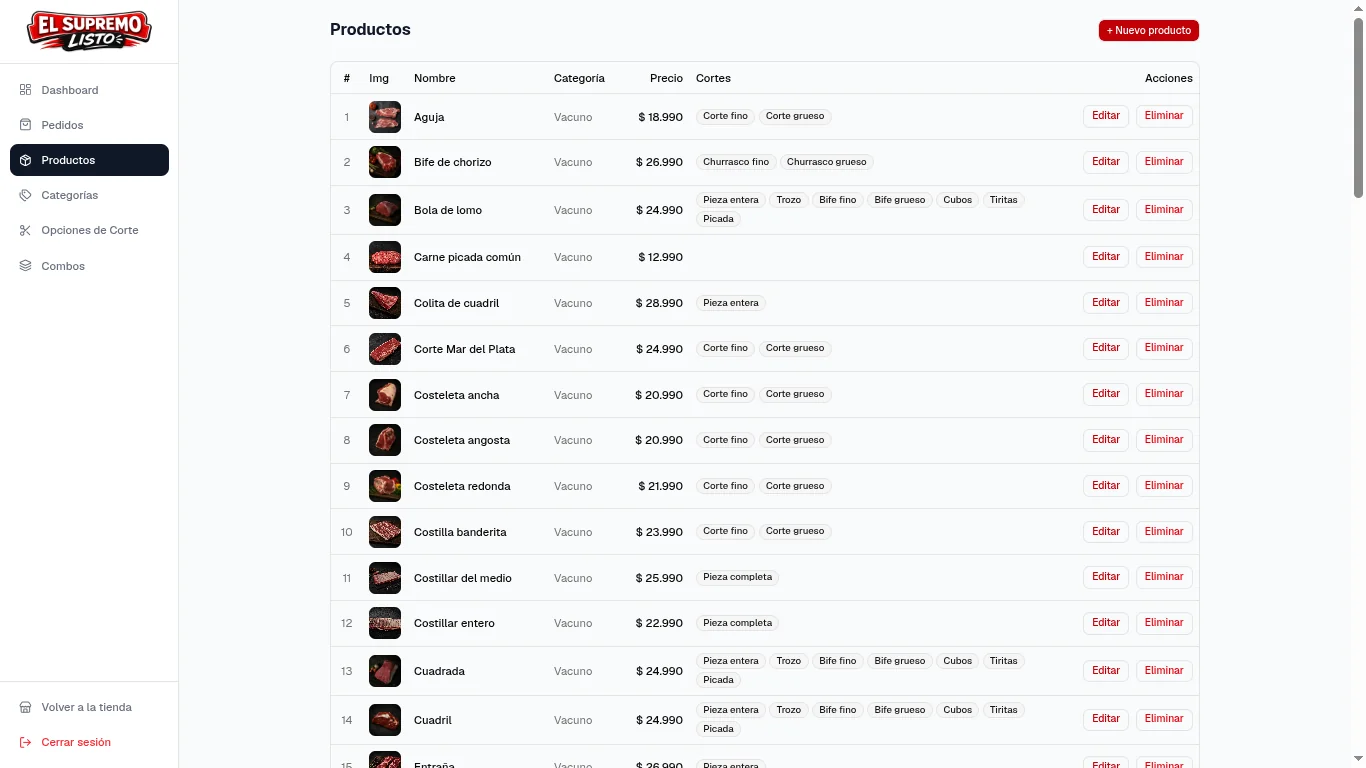 EL SUPREMO
LISTO
Dashboard
Pedidos
Productos
Categorías
Opciones de Corte
Combos
Volver a la tienda
Cerrar sesión
Productos
+ Nuevo producto
# Img Nombre Categoría Precio Cortes Acciones
1 Aguja Vacuno $ 18.990 Corte fino Corte grueso Editar Eliminar
2 Bife de chorizo Vacuno $ 26.990 Churrasco fino Churrasco grueso Editar Eliminar
3 Bola de lomo Vacuno $ 24.990 Pieza entera Trozo Bife fino Bife grueso Cubos Tiritas Editar Eliminar
Picada
4 Carne picada común Vacuno $ 12.990 Editar Eliminar
5 Colita de cuadril Vacuno $ 28.990 Pieza entera Editar Eliminar
6 Corte Mar del Plata Vacuno $ 24.990 Corte fino Corte grueso Editar Eliminar
7 Costeleta ancha Vacuno $ 20.990 Corte fino Corte grueso Editar Eliminar
8 Costeleta angosta Vacuno $ 20.990 Corte fino Corte grueso Editar Eliminar
9 Costeleta redonda Vacuno $ 21.990 Corte fino Corte grueso Editar Eliminar
10 Costilla banderita Vacuno $ 23.990 Corte fino Corte grueso Editar Eliminar
11 Costillar del medio Vacuno $ 25.990 Pieza completa Editar Eliminar
12 Costillar entero Vacuno $ 22.990 Pieza completa Editar Eliminar
13 Cuadrada Vacuno $ 24.990 Pieza entera Trozo Bife fino Bife grueso Cubos Tiritas Editar Eliminar
Picada
14 Cuadril Vacuno $ 24.990 Pieza entera Trozo Bife fino Bife grueso Cubos Tiritas Editar Eliminar
Picada
15 Entraña Vacuno $ 26.990 Pieza entera Editar Eliminar